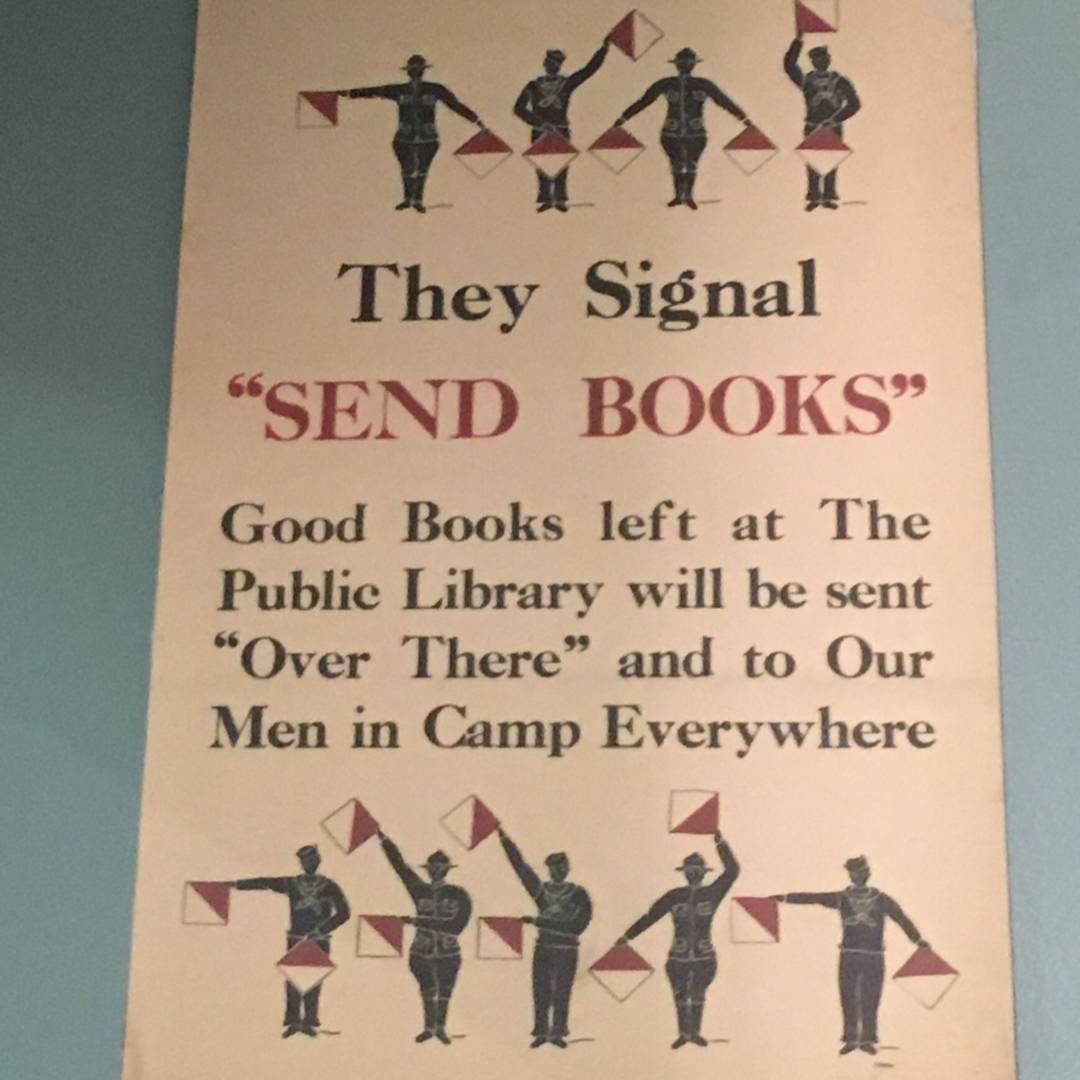 They Signal
“SEND BOOKS”
Good Books left at The
Public Library will be sent
“Over There” and to Our
Men in Camp Everywhere